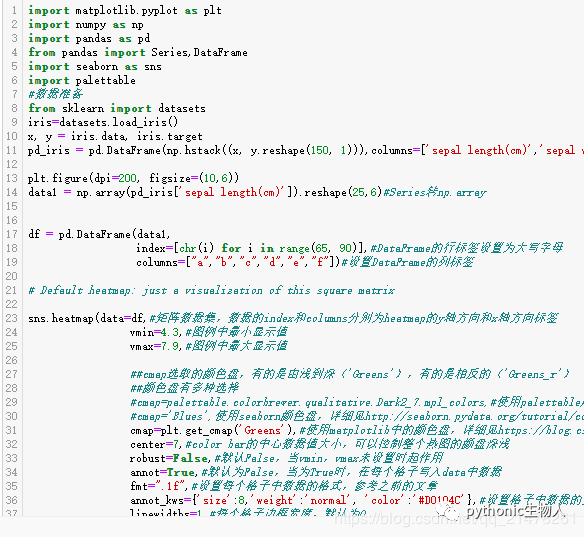 1 import matplotlib.pyplot as plt
2 import numpy as np
3 import pandas as pd
4 from pandas import Series,DataFrame
5 import seaborn as sns
6 import palettable
7 #数据准备
8 from sklearn import datasets
9 iris=datasets.load_iris()
10 x, y = iris.data, iris.target
11 pd_iris = pd.DataFrame(np.hstack((x, y.reshape(150, 1))),columns=['sepal length(cm)','sepal
12
13 plt.figure(dpi=200, figsize=(10,6))
14 data1 = np.array(pd_iris['sepal length(cm)']).reshape(25,6)#Series转np.array
15
16
17 df = pd.DataFrame(data1,
18 index=[chr(i) for i in range(65, 90)],#DataFrame的行标签设置为大写字母
19 columns=["a","b","c","d","e","f"])#设置DataFrame的列标签
20
21 # Default heatmap: just a visualization of this square matrix
22
23 sns.heatmap(data=df,#矩阵数据集，数据的index和columns分别为heatmap的y轴方向和x轴方向标签
24 vmin=4.3,#图例中最小显示值
25 vmax=7.9,#图例中最大显示值
26
27 ##cmap选取的颜色盘，有的是由浅到深（'Greens'），有的是相反的（'Greens_r'）
28 ##颜色盘有多种选择
29 #cmap=palettable.colorbrewer.qualitative.Dark2_7.mpl_colors,#使用palettable
30 #cmap='Blues',使用seaborn颜色盘，详细见http://seaborn.pydata.org/tutorial/co
31 cmap=plt.get_cmap('Greens'),#使用matplotlib中的颜色盘，详细见https://blog.cs
32 center=7,#color bar的中心数据值大小，可以控制整个热图的颜盘深浅
33 robust=False,#默认False，当vmin，vmax未设置时起作用
34 annot=True,#默认为False，当为True时，在每个格子写入data中数据
35 fmt=".1f",#设置每个格子中数据的格式，参考之前的文章
36 annot_kws={'size':8,'weight':'normal', 'color':'#D0104C'},#设置格子中数据的
37 linewidths=1,#每个格子边框宽度，默认为0
pythonic生物人